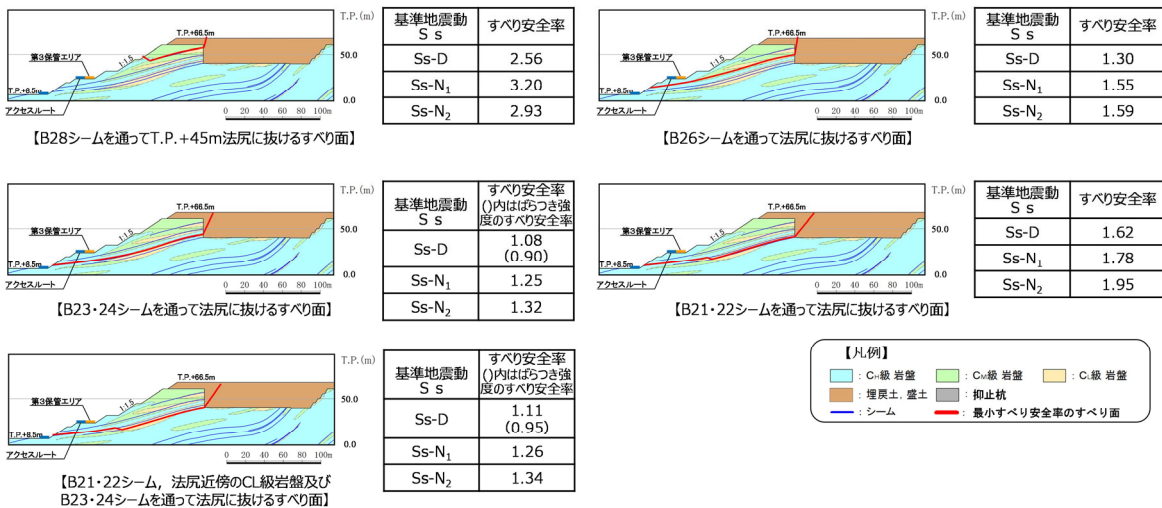 T.P.(m)
T.P.+66.5m
第3保管エリア
1:1.5
50.0
T.P.+8.5m
0.0
アクセスルート
0 20 40 60 80 100m
【B28シームを通ってT.P.+45m法尻に抜けるすべり面】
基準地震動
Ss
すべり安全率
Ss-D 2.56
Ss-N₁ 3.20
Ss-N₂ 2.93
T.P.(m)
T.P.+66.5m
第3保管エリア
1:1.5
50.0
T.P.+8.5m
0.0
アクセスルート
0 20 40 60 80 100m
【B26シームを通って法尻に抜けるすべり面】
基準地震動
Ss
すべり安全率
Ss-D 1.30
Ss-N₁ 1.55
Ss-N₂ 1.59
T.P.(m)
T.P.+66.5m
第3保管エリア
1:1.5
50.0
T.P.+8.5m
0.0
アクセスルート
0 20 40 60 80 100m
【B23・24シームを通って法尻に抜けるすべり面】
基準地震動
Ss
すべり安全率
()内はばらつき強
度のすべり安全率
Ss-D 1.08
(0.90)
Ss-N₁ 1.25
Ss-N₂ 1.32
T.P.(m)
T.P.+66.5m
第3保管エリア
1:1.5
50.0
T.P.+8.5m
0.0
アクセスルート
0 20 40 60 80 100m
【B21・22シームを通って法尻に抜けるすべり面】
基準地震動
Ss
すべり安全率
Ss-D 1.62
Ss-N₁ 1.78
Ss-N₂ 1.95
T.P.(m)
T.P.+66.5m
第3保管エリア
1:1.5
50.0
T.P.+8.5m
0.0
アクセスルート
0 20 40 60 80 100m
【B21・22シーム，法尻近傍のCL級岩盤及び
B23・24シームを通って法尻に抜けるすべり面】
基準地震動
Ss
すべり安全率
()内はばらつき強
度のすべり安全率
Ss-D 1.11
(0.95)
Ss-N₁ 1.26
Ss-N₂ 1.34
【凡例】
：CH級 岩盤 ：CM級 岩盤 ：CL級 岩盤
：埋戻土，盛土 ：抑止杭
：シーム ：最小すべり安全率のすべり面